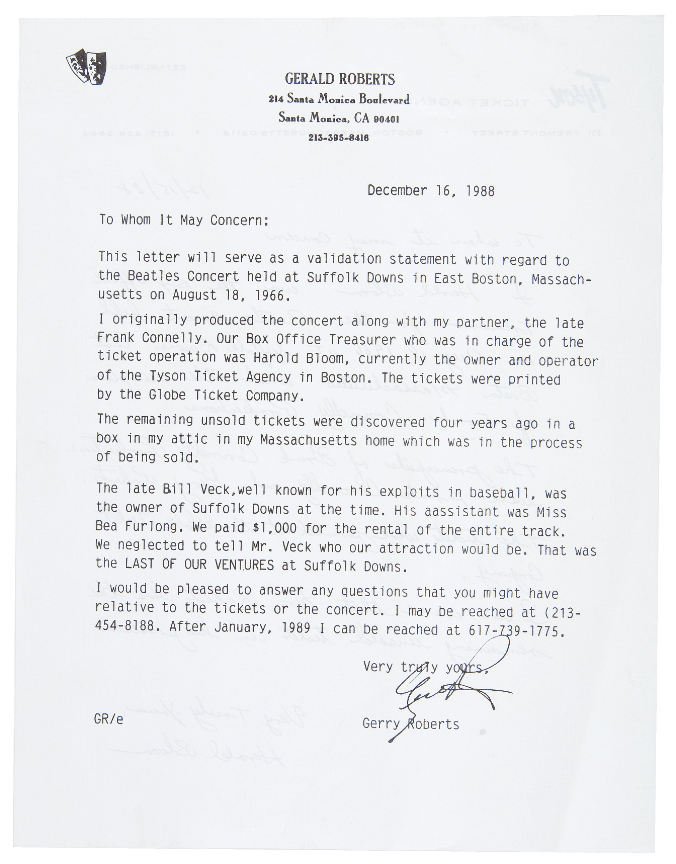 GERALD ROBERTS
214 Santa Monica Boulevard
Santa Monica, CA 90401
213-395-8416
December 16, 1988
To Whom It May Concern:
This letter will serve as a validation statement with regard to
the Beatles Concert held at Suffolk Downs in East Boston, Massach-
usetts on August 18, 1966.
I originally produced the concert along with my partner, the late
Frank Connelly. Our Box Office Treasurer who was in charge of the
ticket operation was Harold Bloom, currently the owner and operator
of the Tyson Ticket Agency in Boston. The tickets were printed
by the Globe Ticket Company.
The remaining unsold tickets were discovered four years ago in a
box in my attic in my Massachusetts home which was in the process
of being sold.
The late Bill Veck,well known for his exploits in baseball, was
the owner of Suffolk Downs at the time. His aassistant was Miss
Bea Furlong. We paid $1,000 for the rental of the entire track.
We neglected to tell Mr. Veck who our attraction would be. That was
the LAST OF OUR VENTURES at Suffolk Downs.
I would be pleased to answer any questions that you might have
relative to the tickets or the concert. I may be reached at (213-
454-8188. After January, 1989 I can be reached at 617-739-1775.
Very truly yours,
GR/e
Gerry Roberts